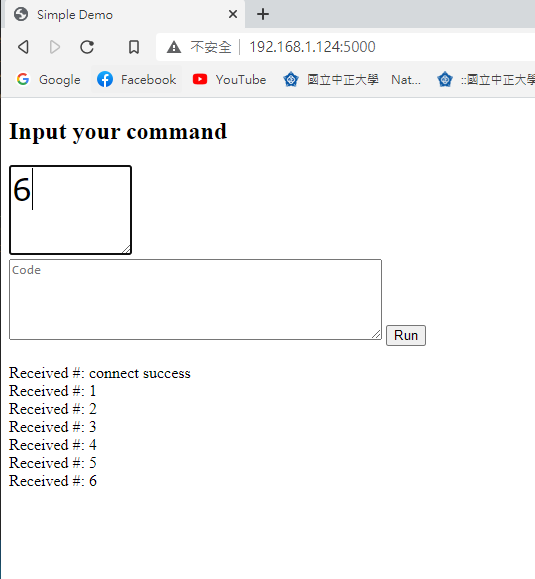 Simple Demo
不安全 192.168.1.124:5000
Google Facebook YouTube 國立中正大學 Nat... ::國立中正大學
Input your command
6
Code
Run
Received #: connect success
Received #: 1
Received #: 2
Received #: 3
Received #: 4
Received #: 5
Received #: 6